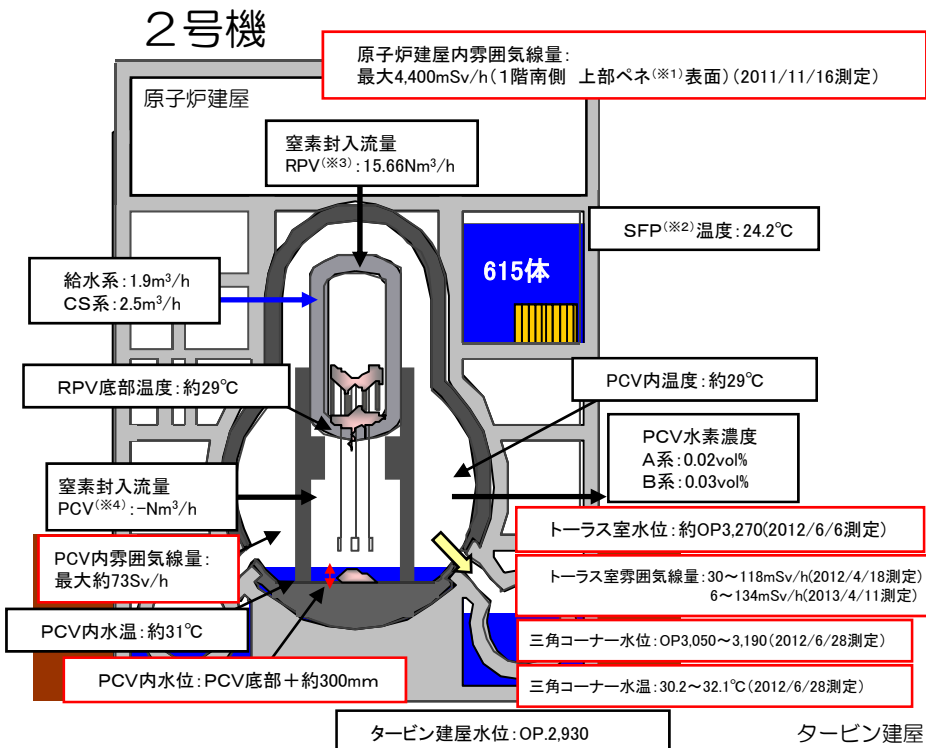 2号機
原子炉建屋内雰囲気線量:
最大4,400mSv/h(1階南側 上部ペネ(※1)表面)(2011/11/16測定)
原子炉建屋
窒素封入流量
RPV(※3):15.66Nm³/h
SFP(※2)温度:24.2℃
615体
給水系:1.9m³/h
CS系:2.5m³/h
RPV底部温度:約29℃
PCV内温度:約29℃
PCV水素濃度
A系:0.02vol%
B系:0.03vol%
窒素封入流量
PCV(※4):-Nm³/h
トーラス室水位:約OP3,270(2012/6/6測定)
PCV内雰囲気線量:
最大約73Sv/h
トーラス室雰囲気線量:30~118mSv/h(2012/4/18測定)
6~134mSv/h(2013/4/11測定)
PCV内水温:約31℃
三角コーナー水位:OP3,050~3,190(2012/6/28測定)
PCV内水位:PCV底部+約300mm
三角コーナー水温:30.2~32.1℃(2012/6/28測定)
タービン建屋水位:OP.2,930
タービン建屋